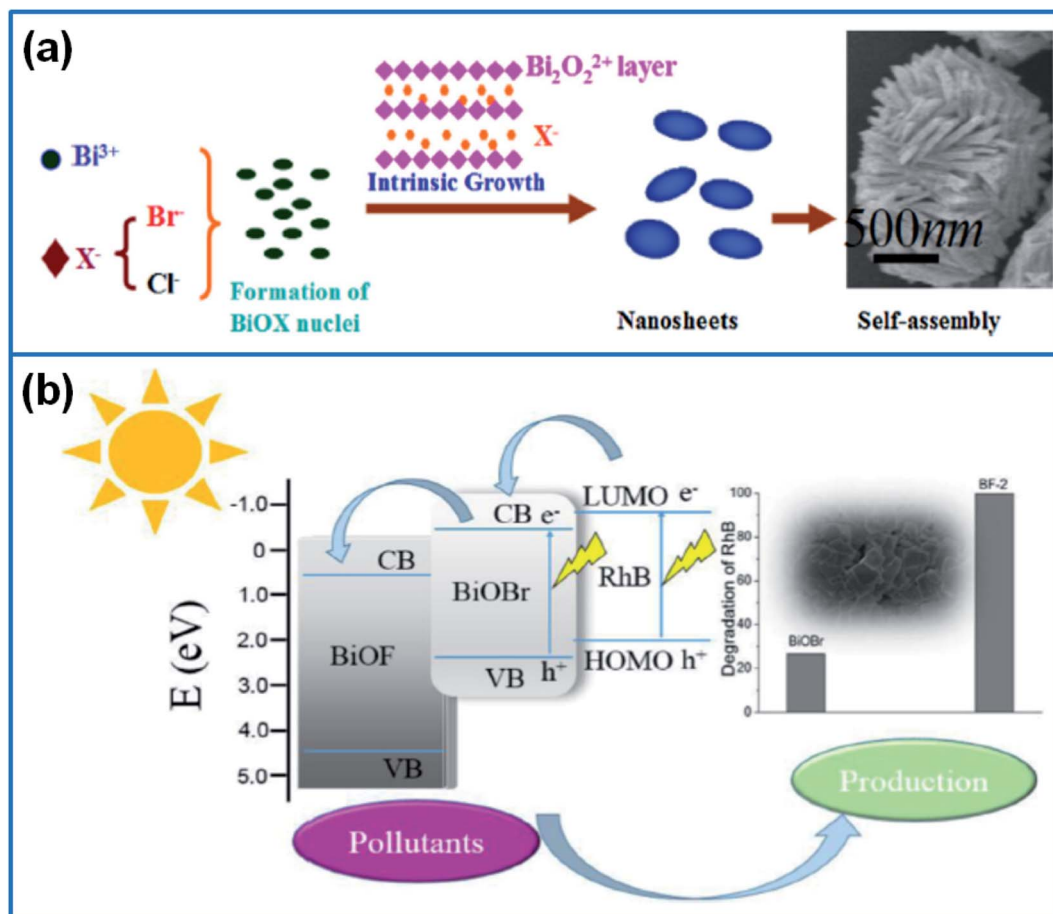 (a)
Bi³⁺
X⁻
Br⁻
Cl⁻
Formation of
BiOX nuclei
Bi₂O₂²⁺ layer
X⁻
Intrinsic Growth
Nanosheets
500nm
Self-assembly
(b)
E (eV)
-1.0
0
1.0
2.0
3.0
4.0
5.0
CB
BiOF
VB
CB e⁻
BiOBr
VB h⁺
LUMO e⁻
RhB
HOMO h⁺
Degradation of RhB
100
80
60
40
20
0
BiOBr
BF-2
Pollutants
Production